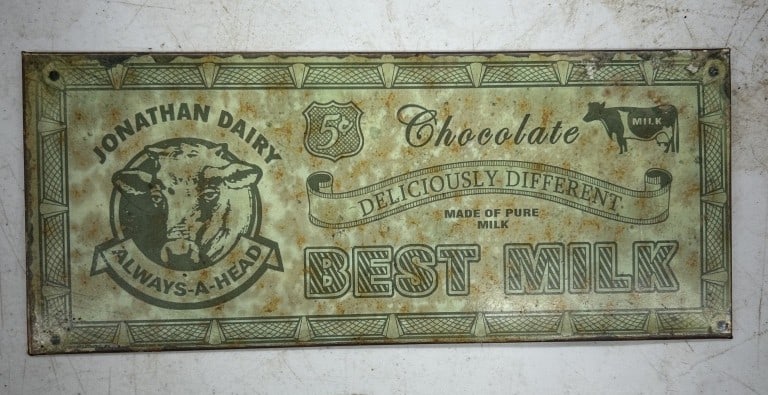 JONATHAN DAIRY
ALWAYS-A-HEAD
5¢
Chocolate
MILK
DELICIOUSLY DIFFERENT
MADE OF PURE
MILK
BEST MILK